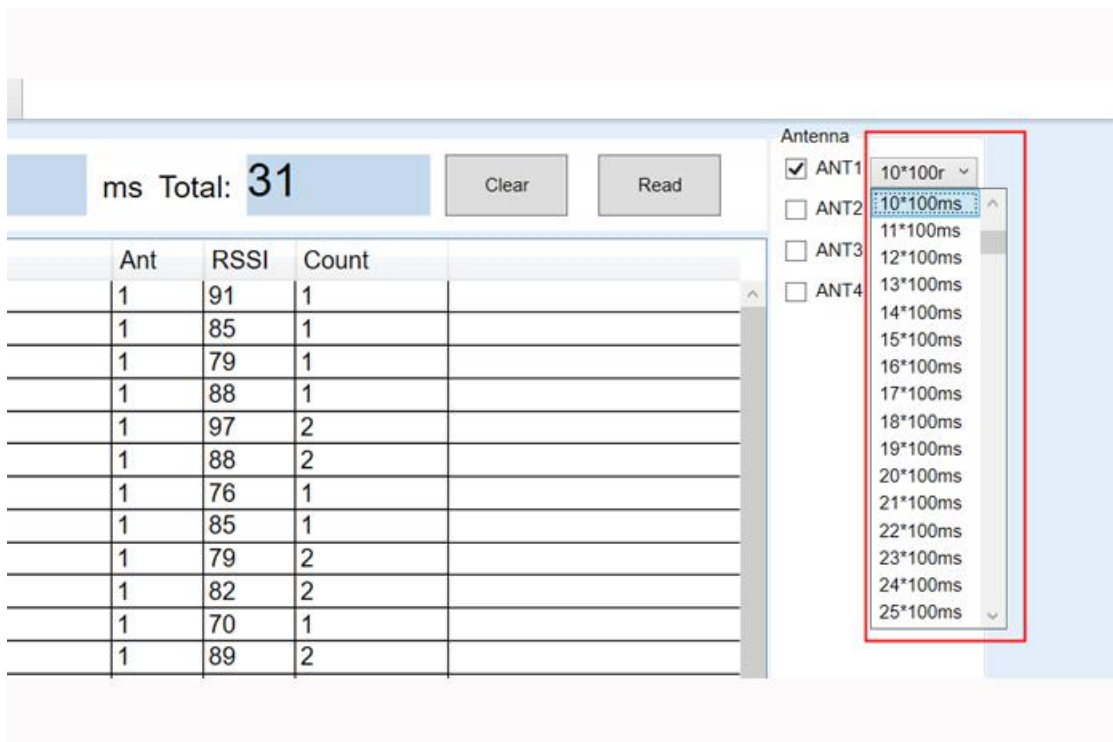 Antenna
ms Total: 31 Clear Read
ANT1 10*100r
ANT2
ANT3
ANT4
10*100ms
11*100ms
12*100ms
13*100ms
14*100ms
15*100ms
16*100ms
17*100ms
18*100ms
19*100ms
20*100ms
21*100ms
22*100ms
23*100ms
24*100ms
25*100ms
Ant RSSI Count
1 91 1
1 85 1
1 79 1
1 88 1
1 97 2
1 88 2
1 76 1
1 85 1
1 79 2
1 82 2
1 70 1
1 89 2